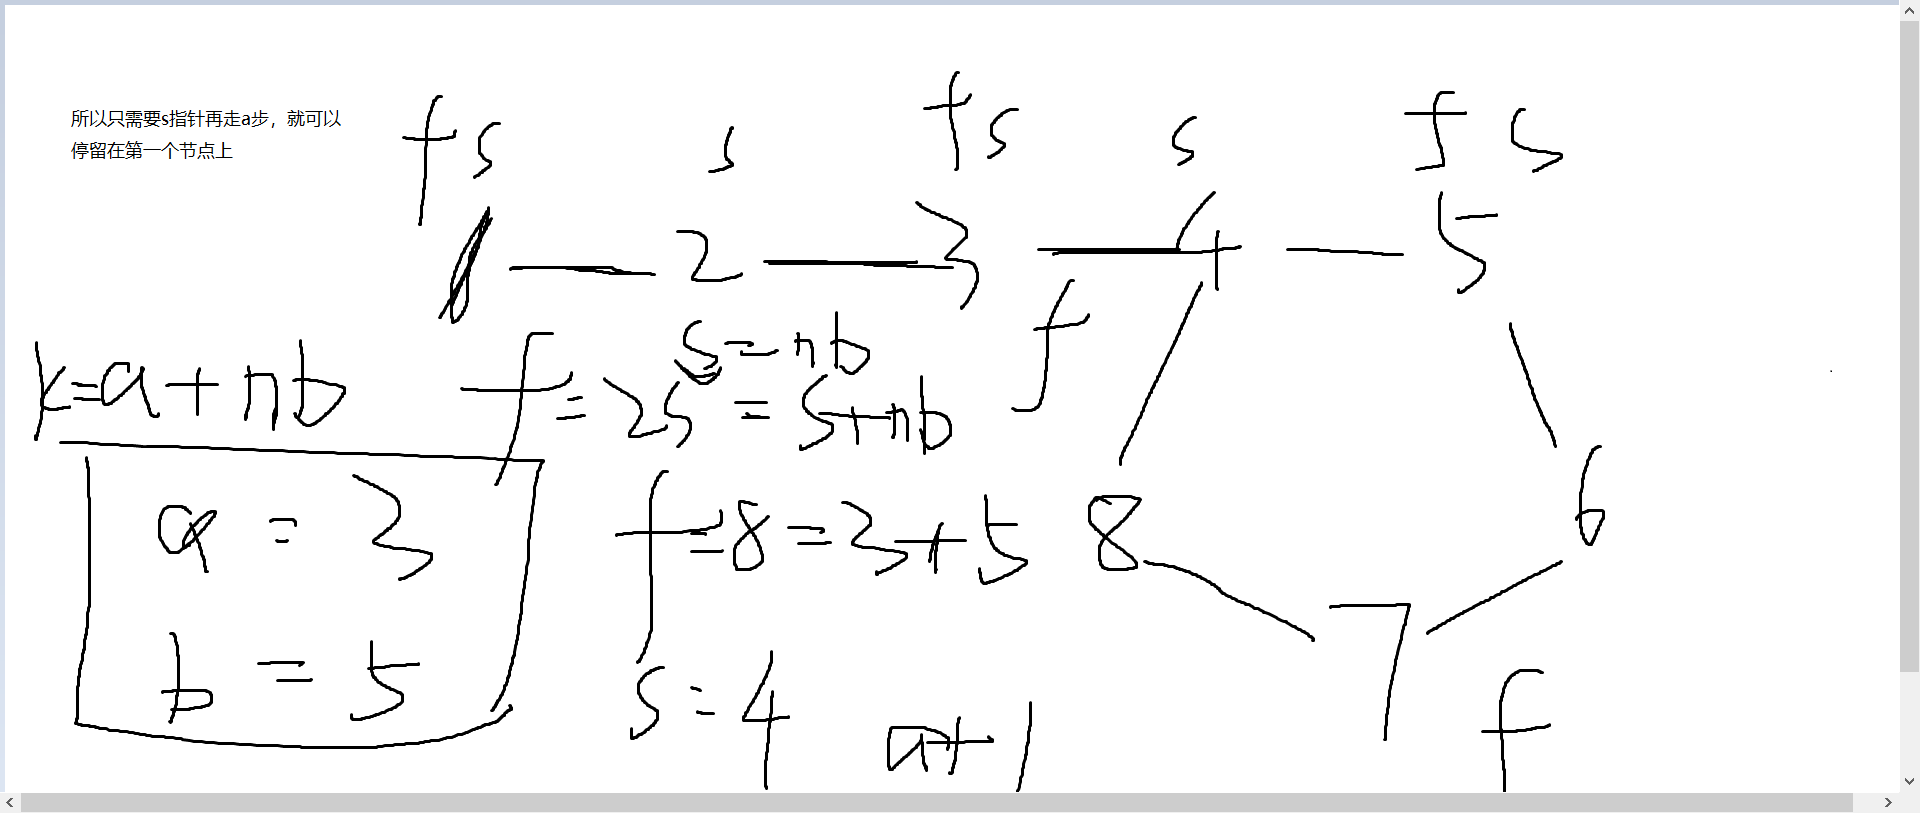 所以只需要s指针再走a步，就可以
停留在第一个节点上
f s
s
f s
s
f s
1
2
3
4
5
f
s=nb
k=a+nb
f=2s=s+nb
a=3
f=8=3+5
8
6
7
b=5
s=4
a+1
f